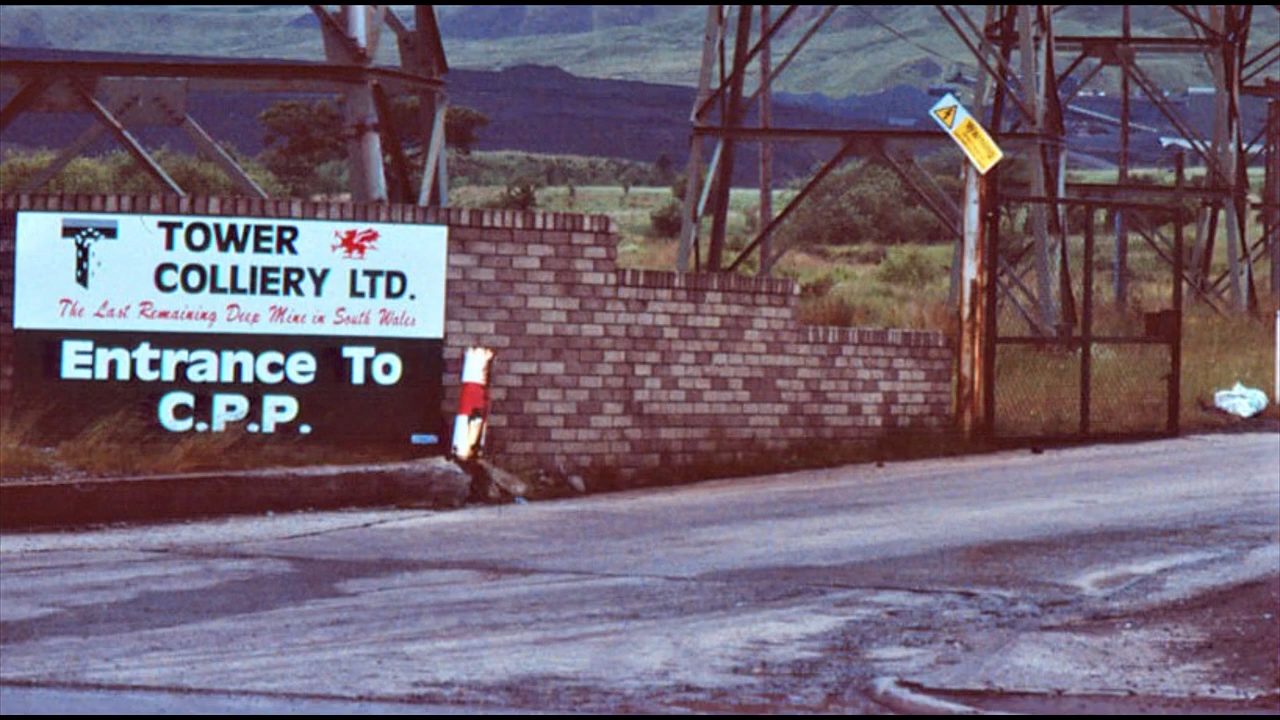 TOWER
COLLIERY LTD.
The Last Remaining Deep Mine in South Wales
Entrance To
C.P.P.